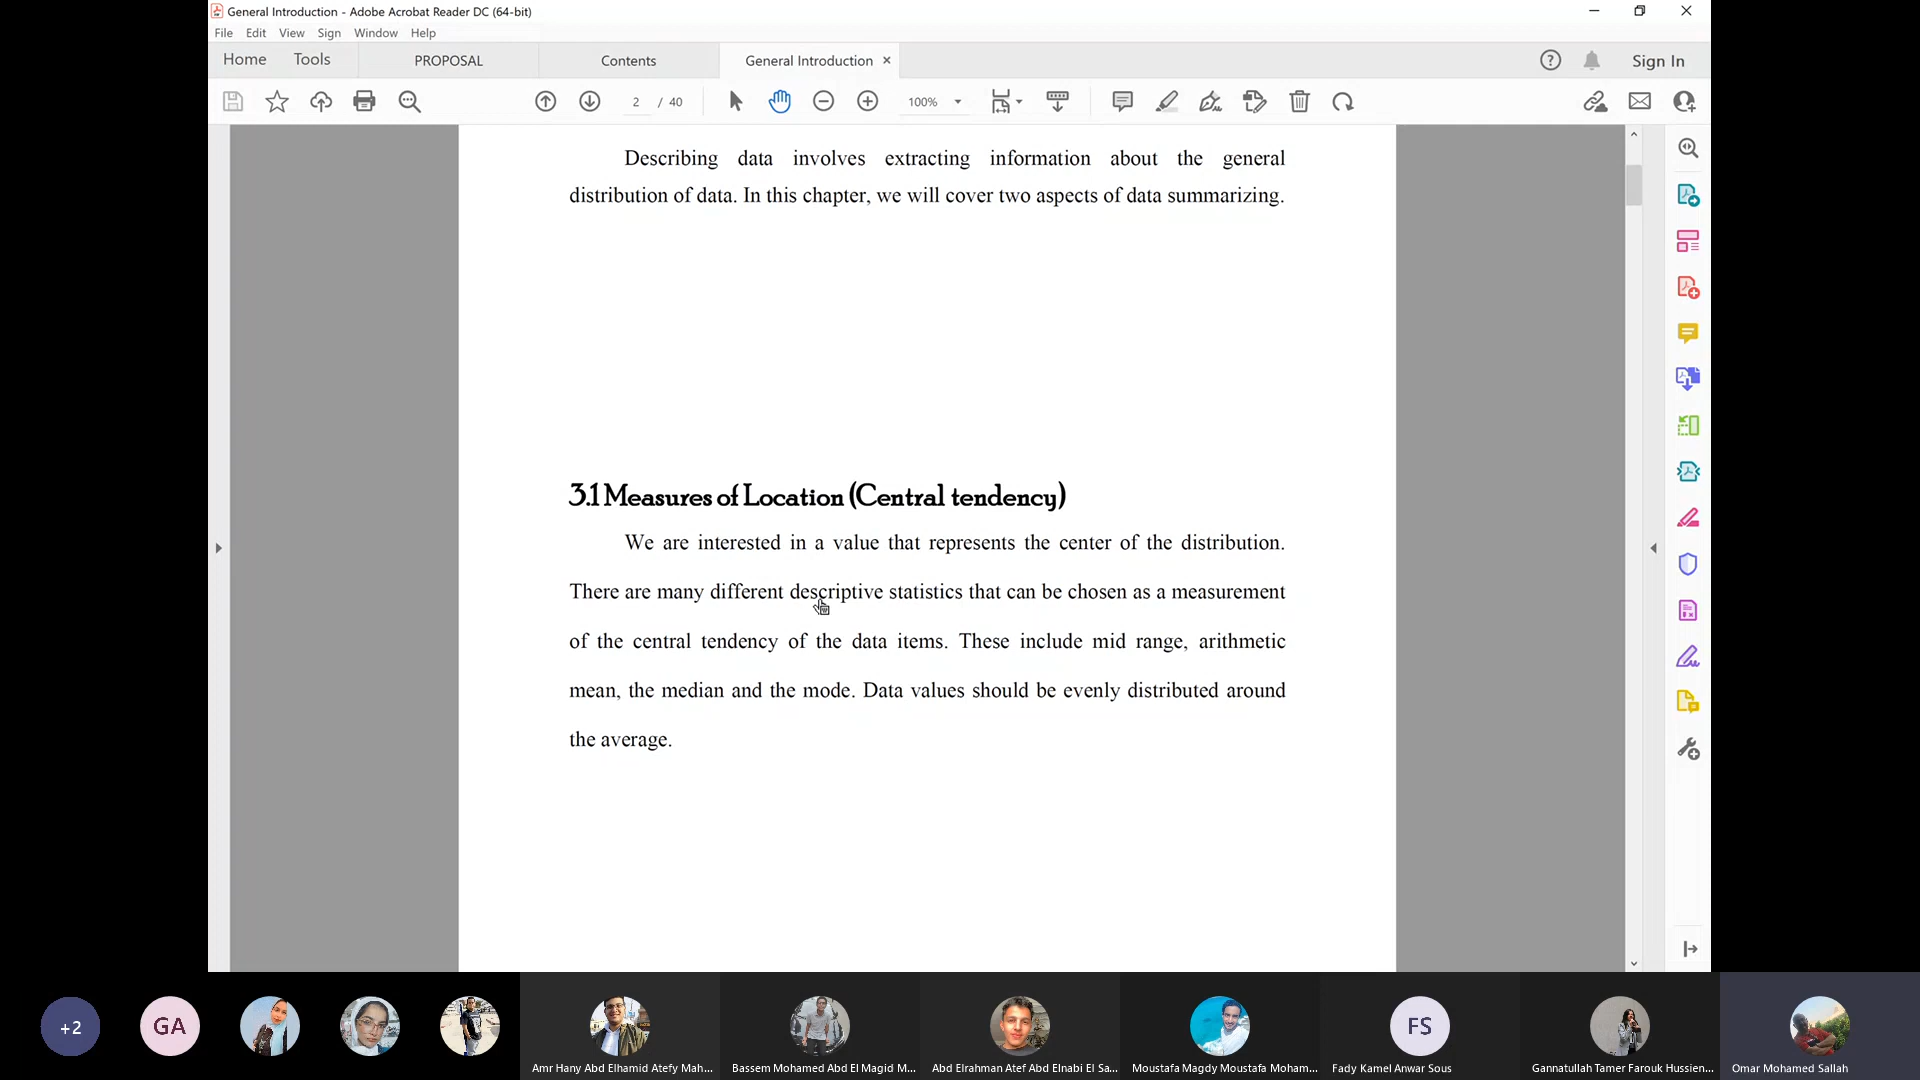 General Introduction - Adobe Acrobat Reader DC (64-bit)
File Edit View Sign Window Help
Home Tools PROPOSAL Contents General Introduction Sign In
2 / 40 100%
Describing data involves extracting information about the general
distribution of data. In this chapter, we will cover two aspects of data summarizing.
3.1 Measures of Location (Central tendency)
We are interested in a value that represents the center of the distribution.
There are many different descriptive statistics that can be chosen as a measurement
of the central tendency of the data items. These include mid range, arithmetic
mean, the median and the mode. Data values should be evenly distributed around
the average.
+2 GA FS
Amr Hany Abd Elhamid Atefy Mah... Bassem Mohamed Abd El Magid M... Abd Elrahman Atef Abd Elnabi El Sa... Moustafa Magdy Moustafa Moham... Fady Kamel Anwar Sous Gannatullah Tamer Farouk Hussien... Omar Mohamed Sallah